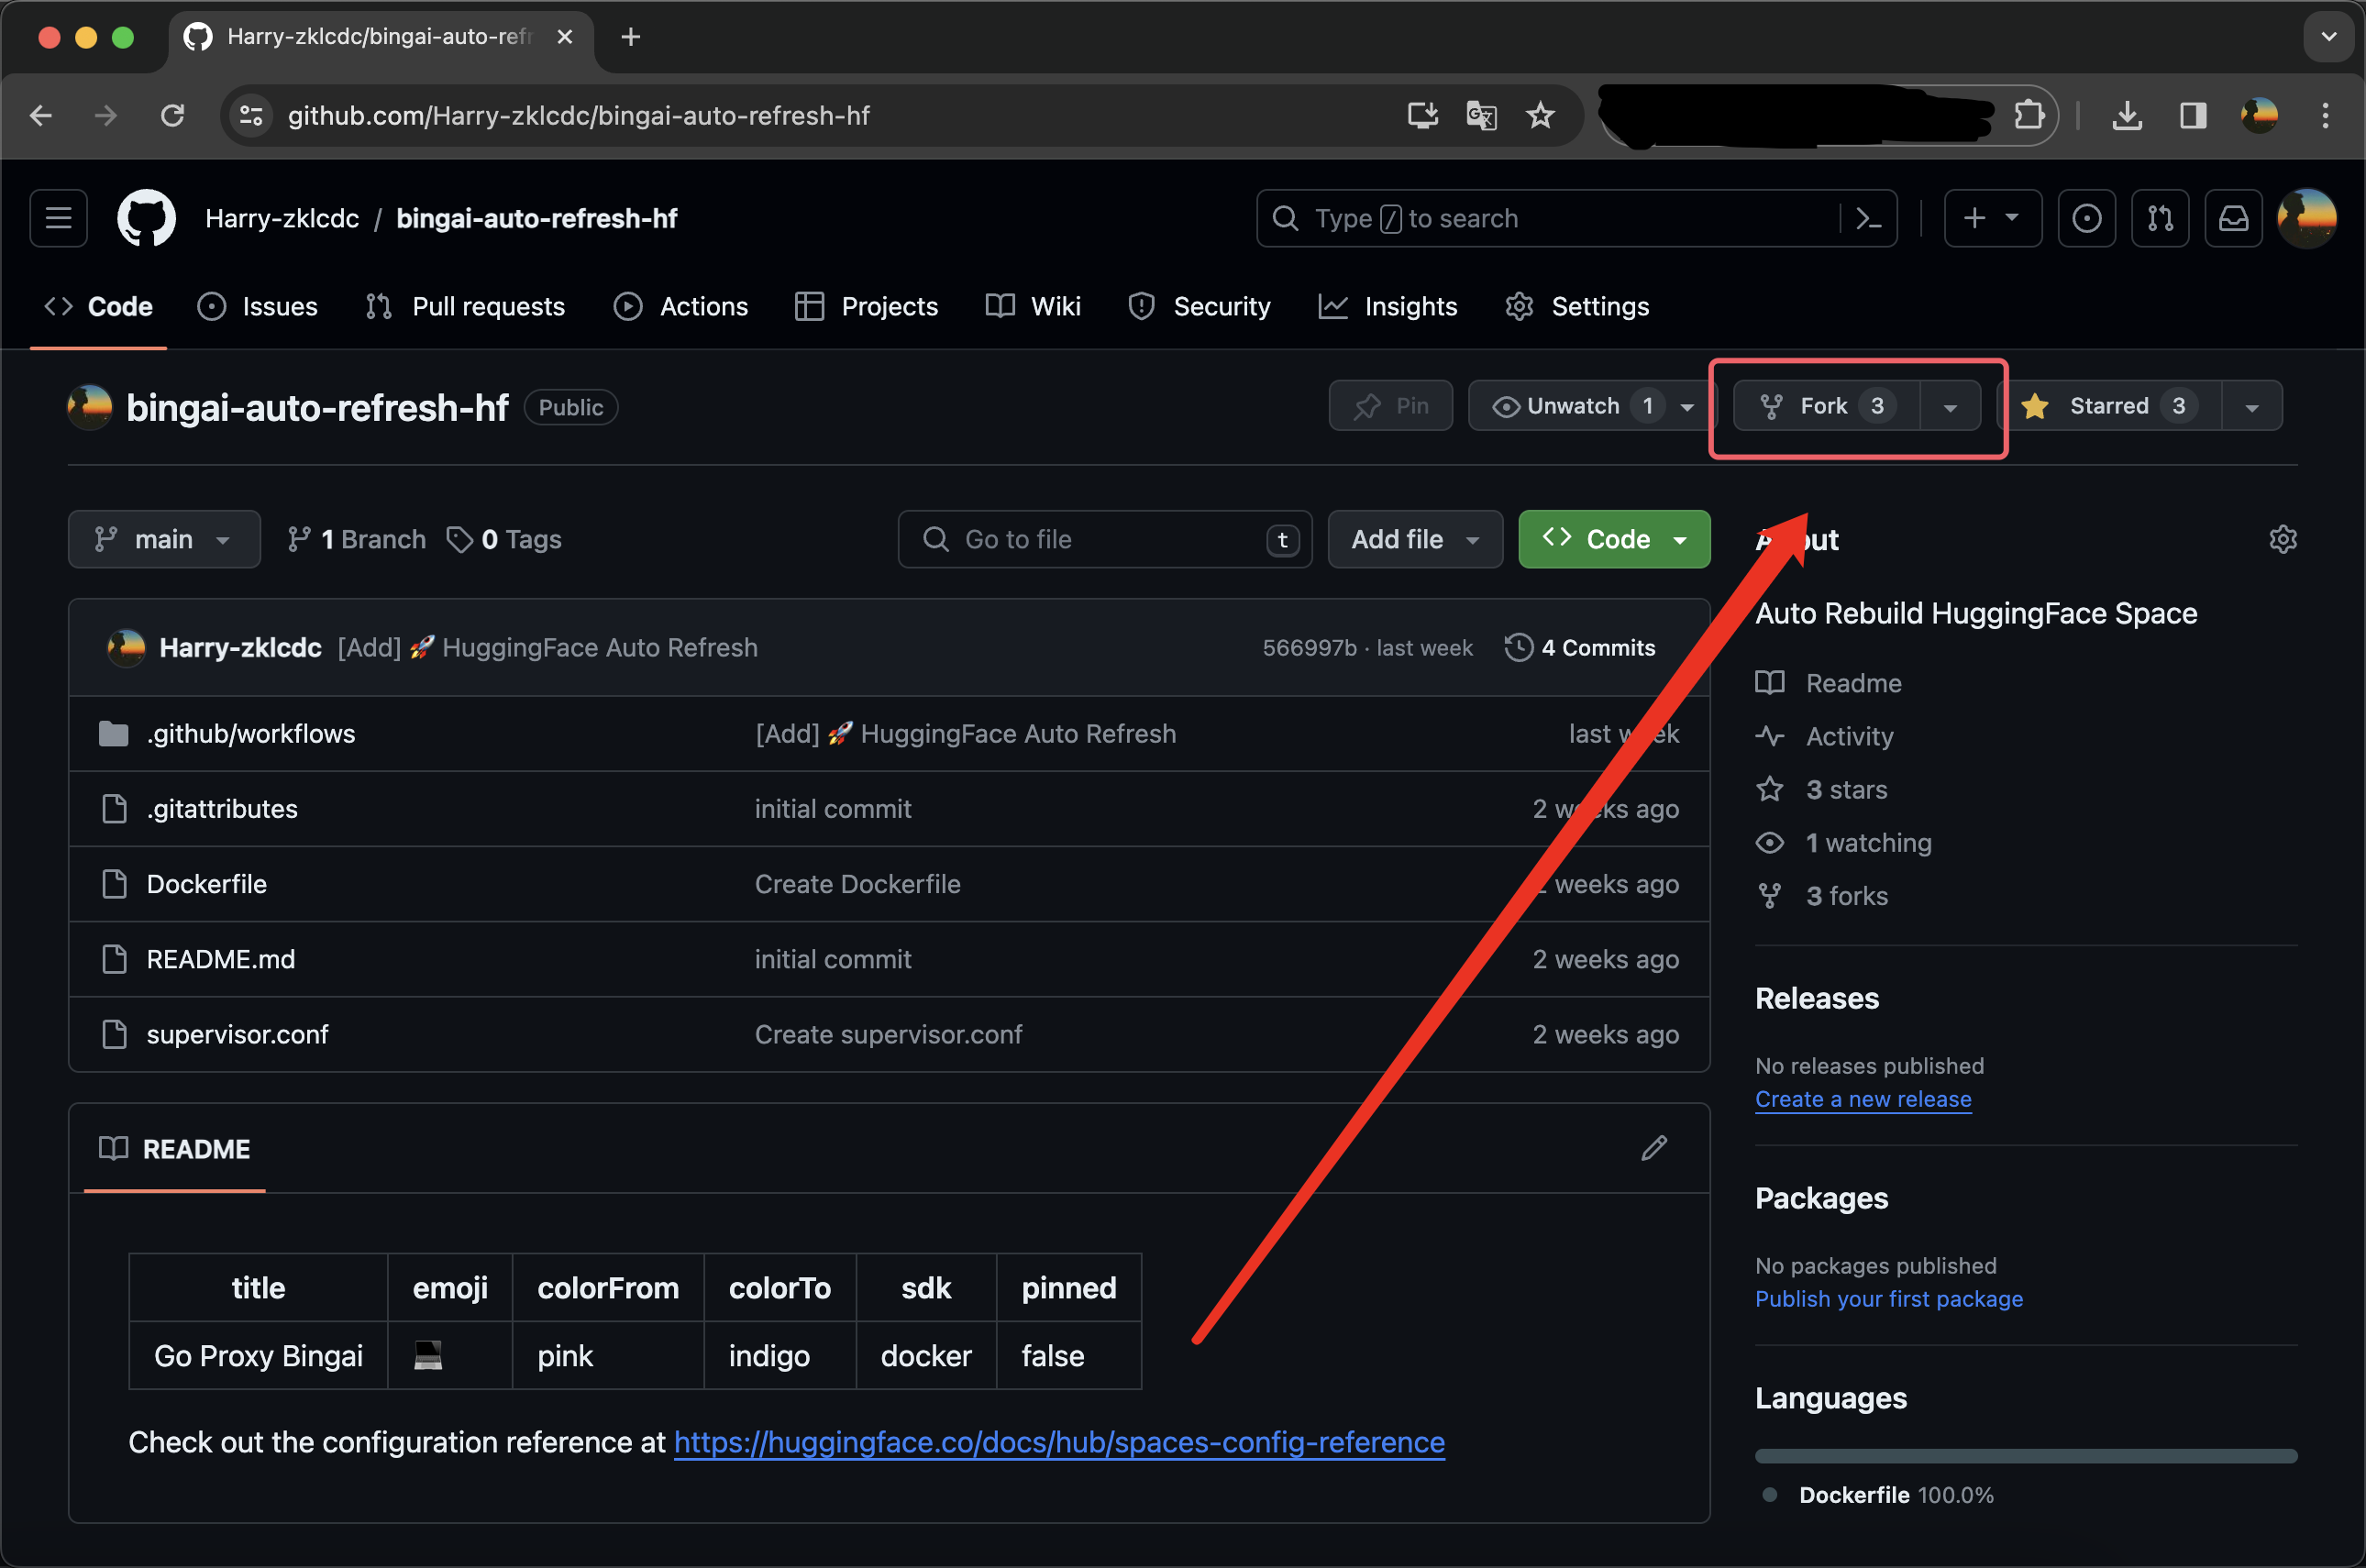 Harry-zklcdc/bingai-auto-refr
github.com/Harry-zklcdc/bingai-auto-refresh-hf
Harry-zklcdc / bingai-auto-refresh-hf
Type / to search
Code Issues Pull requests Actions Projects Wiki Security Insights Settings
bingai-auto-refresh-hf Public
Pin Unwatch 1 Fork 3 Starred 3
main 1 Branch 0 Tags Go to file t Add file Code
Harry-zklcdc [Add] 🚀 HuggingFace Auto Refresh 566997b · last week 4 Commits
.github/workflows [Add] 🚀 HuggingFace Auto Refresh last week
.gitattributes initial commit 2 weeks ago
Dockerfile Create Dockerfile 2 weeks ago
README.md initial commit 2 weeks ago
supervisor.conf Create supervisor.conf 2 weeks ago
README
title emoji colorFrom colorTo sdk pinned
Go Proxy Bingai 💻 pink indigo docker false
Check out the configuration reference at https://huggingface.co/docs/hub/spaces-config-reference
About
Auto Rebuild HuggingFace Space
Readme
Activity
3 stars
1 watching
3 forks
Releases
No releases published
Create a new release
Packages
No packages published
Publish your first package
Languages
Dockerfile 100.0%